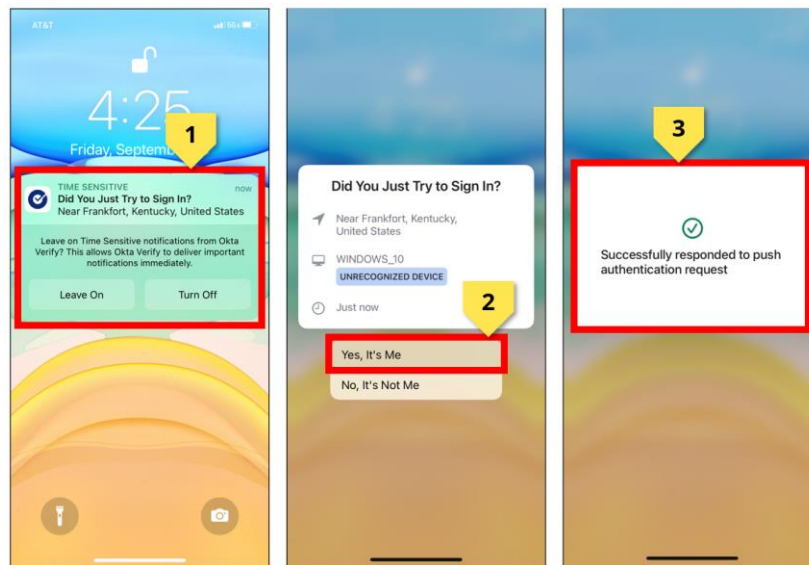 AT&T
4:25
1
Friday,
TIME SENSITIVE
now
Did You Just Try to Sign In?
Near Frankfort, Kentucky, United States
Leave on Time Sensitive notifications from Okta
Verify? This allows Okta Verify to deliver important
notifications immediately.
Leave On
Turn Off
Did You Just Try to Sign In?
Near Frankfort, Kentucky,
United States
WINDOWS_10
UNRECOGNIZED DEVICE
Just now
2
Yes, It's Me
No, It's Not Me
3
Successfully responded to push
authentication request